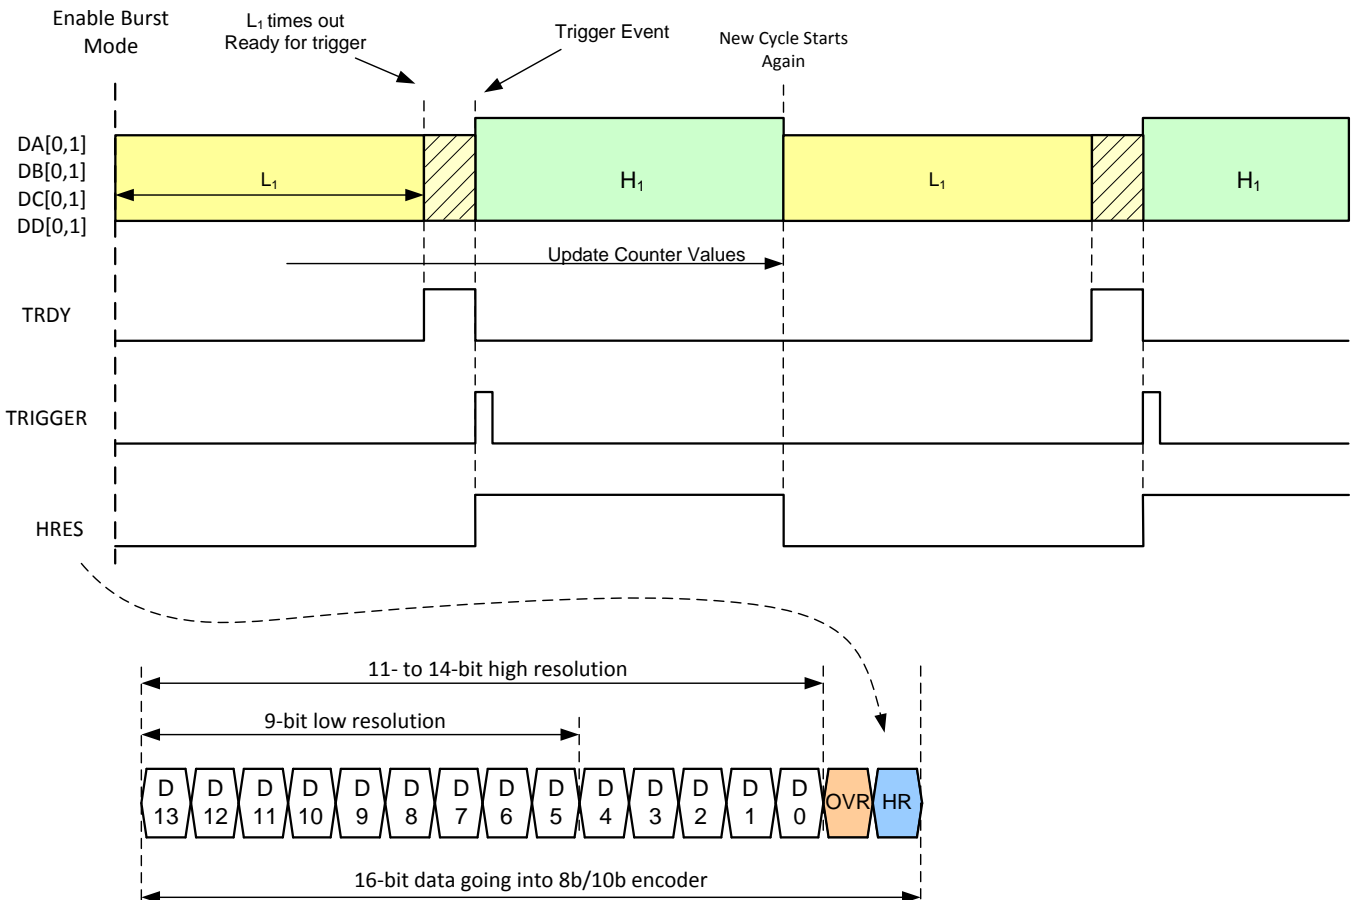 Enable Burst
Mode
L₁ times out
Ready for trigger
Trigger Event
New Cycle Starts
Again
DA[0,1]
DB[0,1]
DC[0,1]
DD[0,1]
L₁
H₁
L₁
H₁
Update Counter Values
TRDY
TRIGGER
HRES
11- to 14-bit high resolution
9-bit low resolution
D D D D D D D D D D D D D D
13 12 11 10 9 8 7 6 5 4 3 2 1 0 OVR HR
16-bit data going into 8b/10b encoder